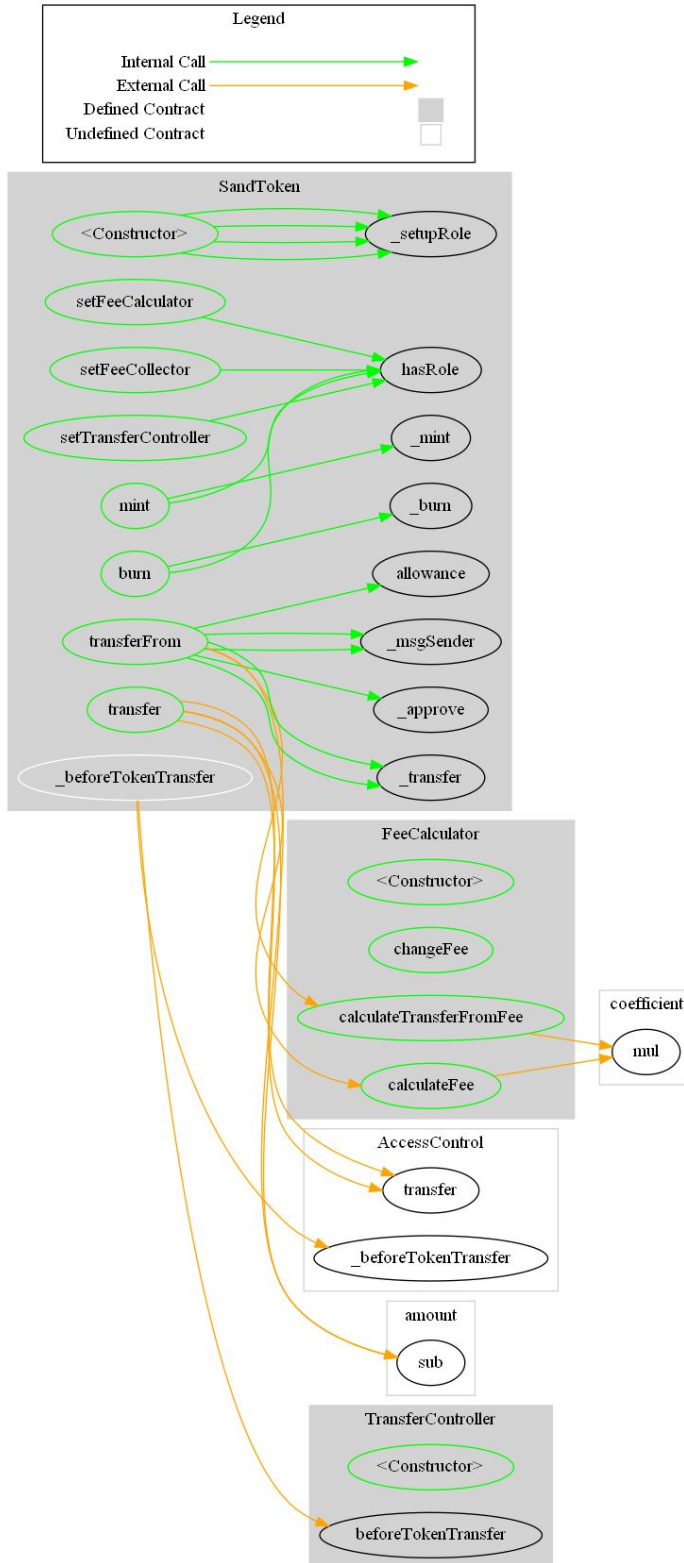 Legend
Internal Call
External Call
Defined Contract
Undefined Contract
SandToken
<Constructor>
_setupRole
setFeeCalculator
setFeeCollector
hasRole
setTransferController
_mint
mint
_burn
burn
allowance
transferFrom
_msgSender
transfer
_approve
_beforeTokenTransfer
_transfer
FeeCalculator
<Constructor>
changeFee
calculateTransferFromFee
coefficient
mul
calculateFee
AccessControl
transfer
_beforeTokenTransfer
amount
sub
TransferController
<Constructor>
beforeTokenTransfer